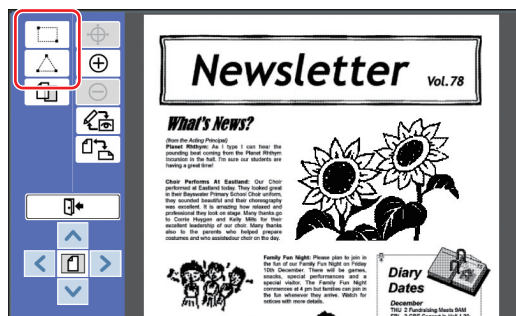 Newsletter Vol. 78
What's News?
(from the Acting Principal)
Planet Rhthym: As I type I can hear the
pounding beat coming from the Planet Rhthym
incursion in the hall. I'm sure our students are
having a great time!
Choir Performs At Eastland: Our Choir
performed at Eastland today. They looked great
in their Bayswater Primary School Choir uniform,
they sounded beautiful and their choreography
was excellent. It is amazing how relaxed and
professional they look on stage. Many thanks go
to Corrie Huygen and Kelly Mills for their
excellent leadership of our choir. Many thanks
also to the parents who helped prepare
costumes and who assistedour choir on the day.
Family Fun Night: Please plan to join in
the fun of our Family Fun Night on Friday
10th December. There will be games,
snacks, special performances and a
special visitor. The Family Fun Night
commences at 4 pm but families can join in
the fun whenever they arrive. Watch for
notices with more details.
Diary
Dates
December
THU 2 Fundraising Meets 9AM